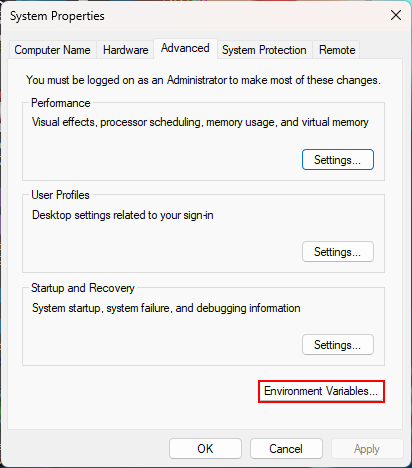 System Properties
Computer Name
Hardware
Advanced
System Protection
Remote
You must be logged on as an Administrator to make most of these changes.
Performance
Visual effects, processor scheduling, memory usage, and virtual memory
Settings...
User Profiles
Desktop settings related to your sign-in
Settings...
Startup and Recovery
System startup, system failure, and debugging information
Settings...
Environment Variables...
OK
Cancel
Apply